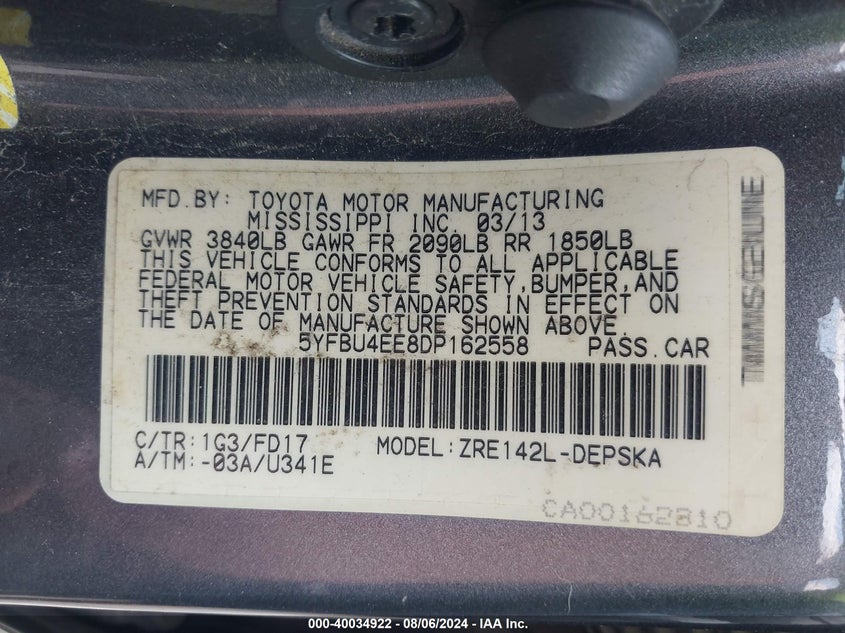 MFD.BY: TOYOTA MOTOR MANUFACTURING
MISSISSIPPI INC. 03/13
GVWR 3840LB GAWR FR 2090LB RR 1850LB
THIS VEHICLE CONFORMS TO ALL APPLICABLE
FEDERAL MOTOR VEHICLE SAFETY,BUMPER,AND
THEFT PREVENTION STANDARDS IN EFFECT ON
THE DATE OF MANUFACTURE SHOWN ABOVE.
5YFBU4EE8DP162558 PASS.CAR
C/TR:1G3/FD17 MODEL:ZRE142L-DEPSKA
A/TM:-03A/U341E
CA00162810
000-40034922 - 08/06/2024 - IAA Inc.